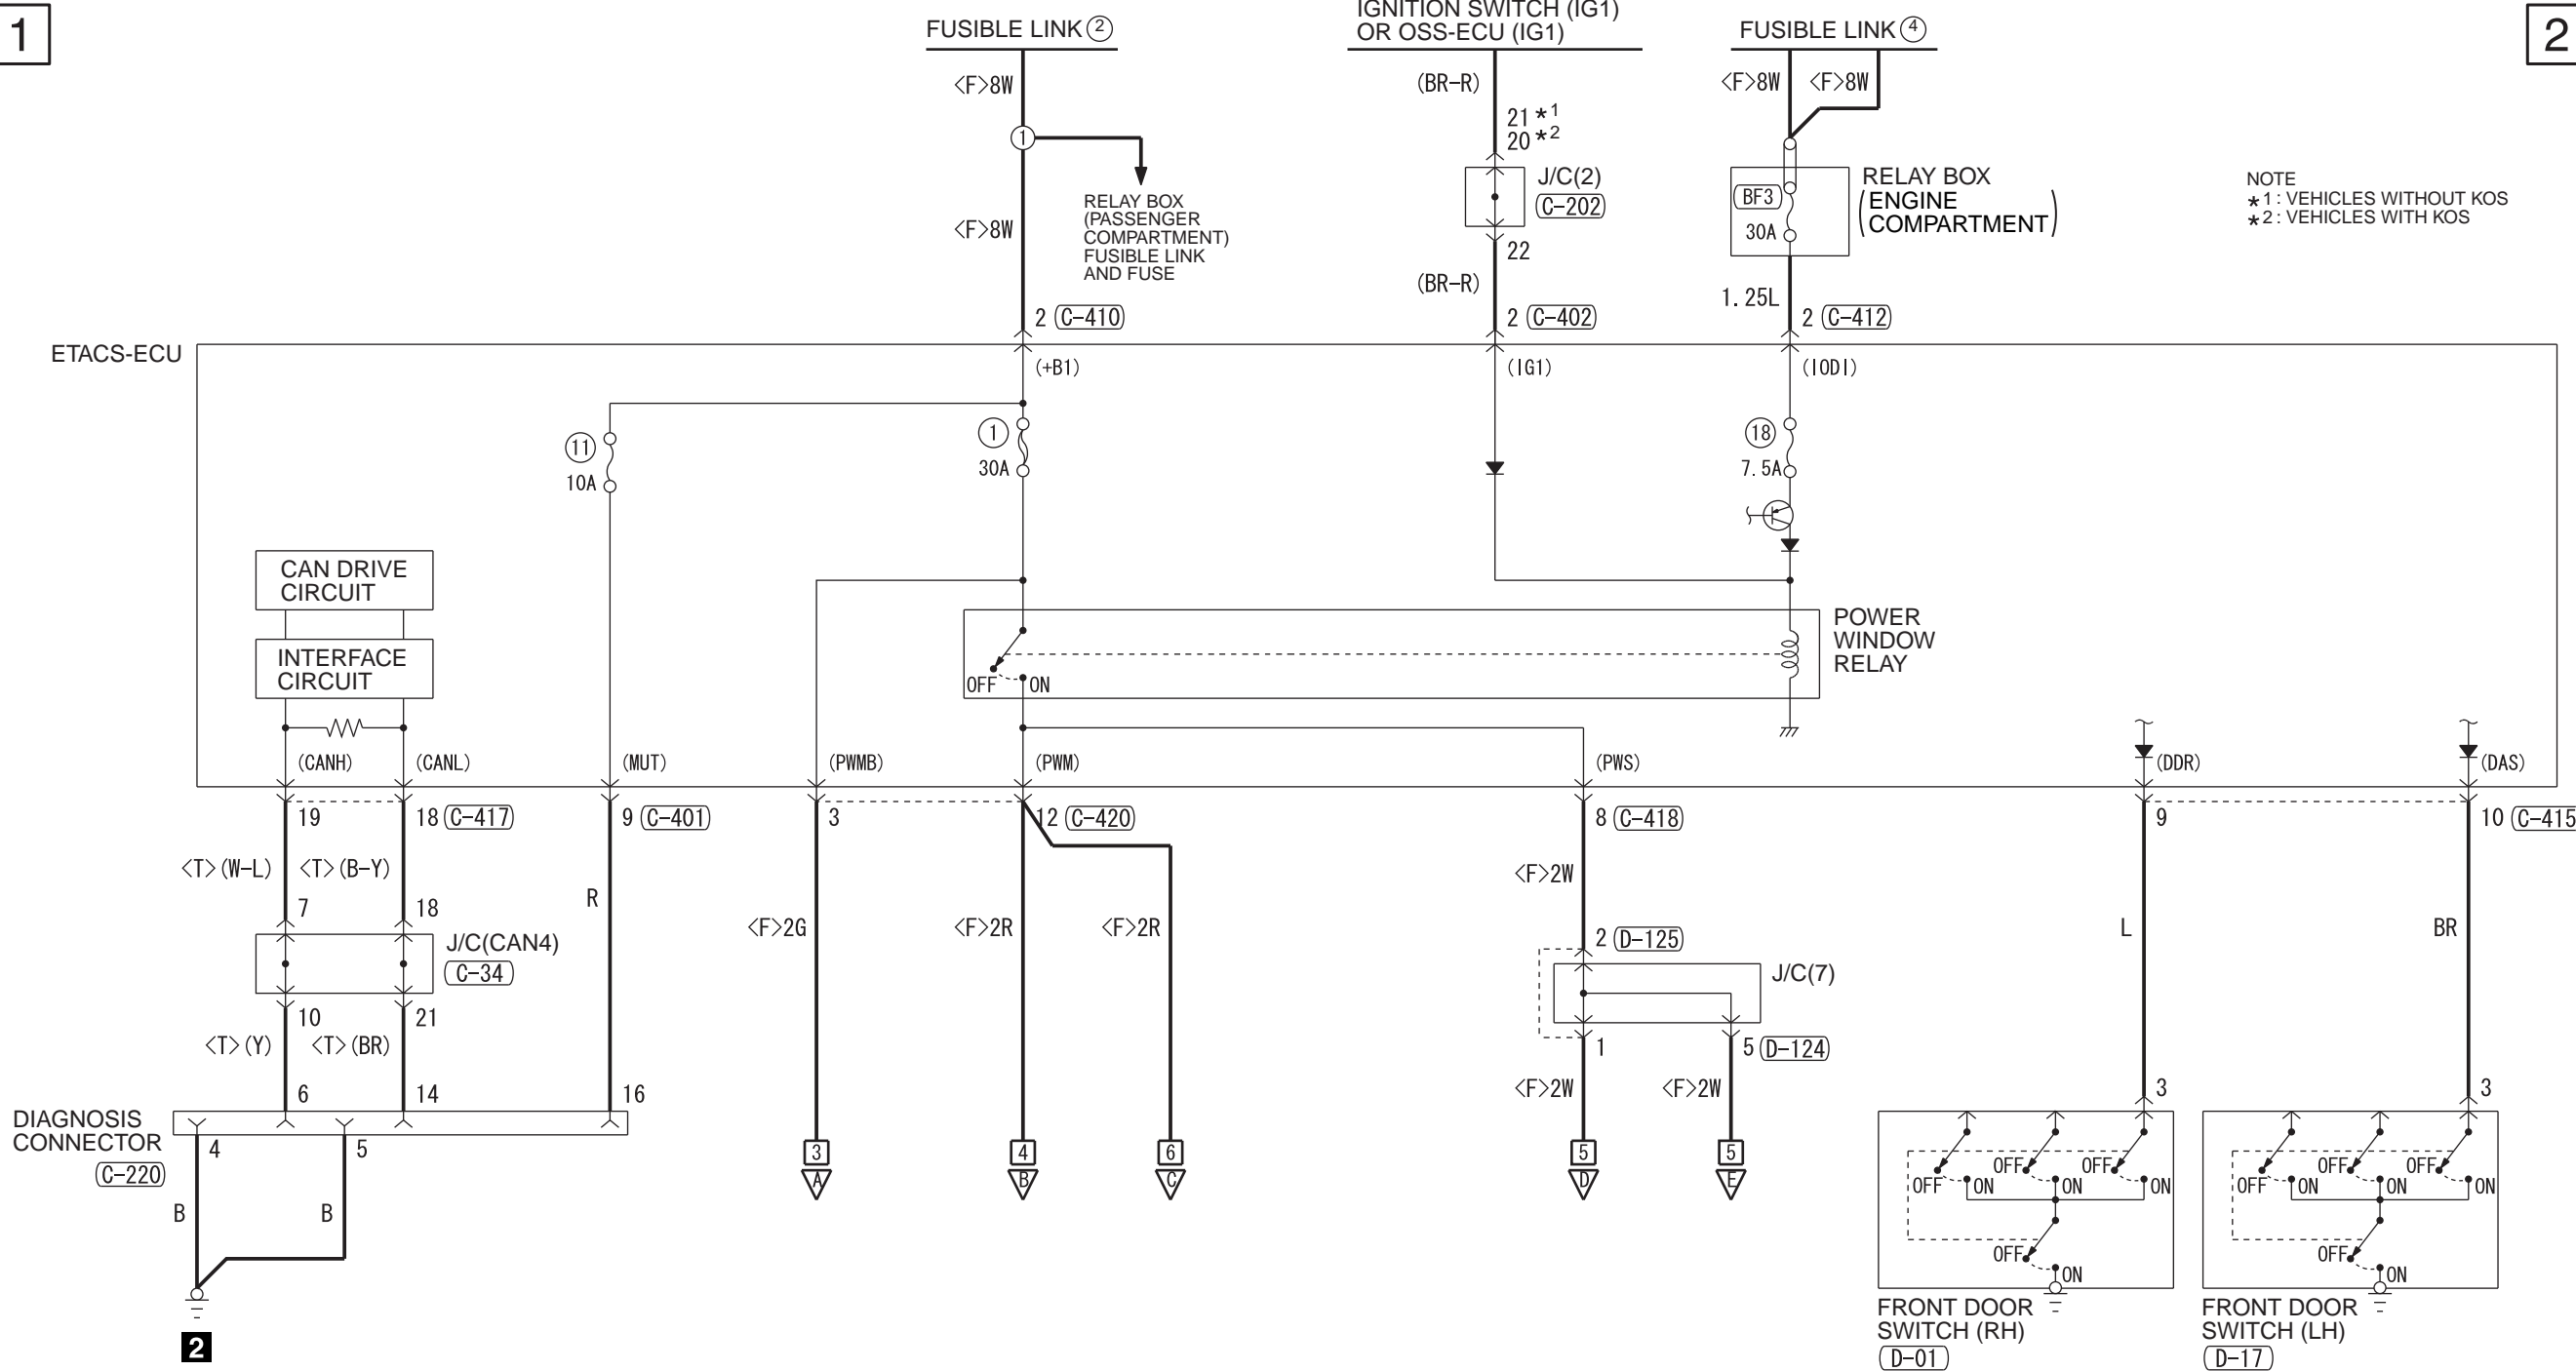 1
FUSIBLE LINK ②
IGNITION SWITCH (IG1)
OR OSS-ECU (IG1)
FUSIBLE LINK ④
2
<F>8W
(BR-R)
<F>8W
<F>8W
21 *1
20 *2
1
J/C(2)
(C-202)
RELAY BOX
(ENGINE
COMPARTMENT)
BF3
30A
NOTE
*1 : VEHICLES WITHOUT KOS
*2 : VEHICLES WITH KOS
RELAY BOX
(PASSENGER
COMPARTMENT)
FUSIBLE LINK
AND FUSE
<F>8W
22
(BR-R)
1.25L
2 (C-410)
2 (C-402)
2 (C-412)
ETACS-ECU
(+B1)
(IG1)
(IODI)
⑪
10A
①
30A
⑱
7.5A
CAN DRIVE
CIRCUIT
INTERFACE
CIRCUIT
POWER
WINDOW
RELAY
OFF
ON
(CANH)
(CANL)
(MUT)
(PWMB)
(PWM)
(PWS)
(DDR)
(DAS)
19
18 (C-417)
9 (C-401)
3
12 (C-420)
8 (C-418)
9
10 (C-415
<T>(W-L)
<T>(B-Y)
R
<F>2G
<F>2R
<F>2R
<F>2W
L
BR
7
18
J/C(CAN4)
(C-34)
2 (D-125)
J/C(7)
10
21
1
5 (D-124)
<T>(Y)
<T>(BR)
<F>2W
<F>2W
6
14
16
3
3
DIAGNOSIS
CONNECTOR
(C-220)
4
5
B
B
2
3
A
4
B
6
C
5
D
5
E
OFF
ON
OFF
ON
OFF
ON
OFF
ON
FRONT DOOR
SWITCH (RH)
(D-01)
OFF
ON
OFF
ON
OFF
ON
OFF
ON
FRONT DOOR
SWITCH (LH)
(D-17)